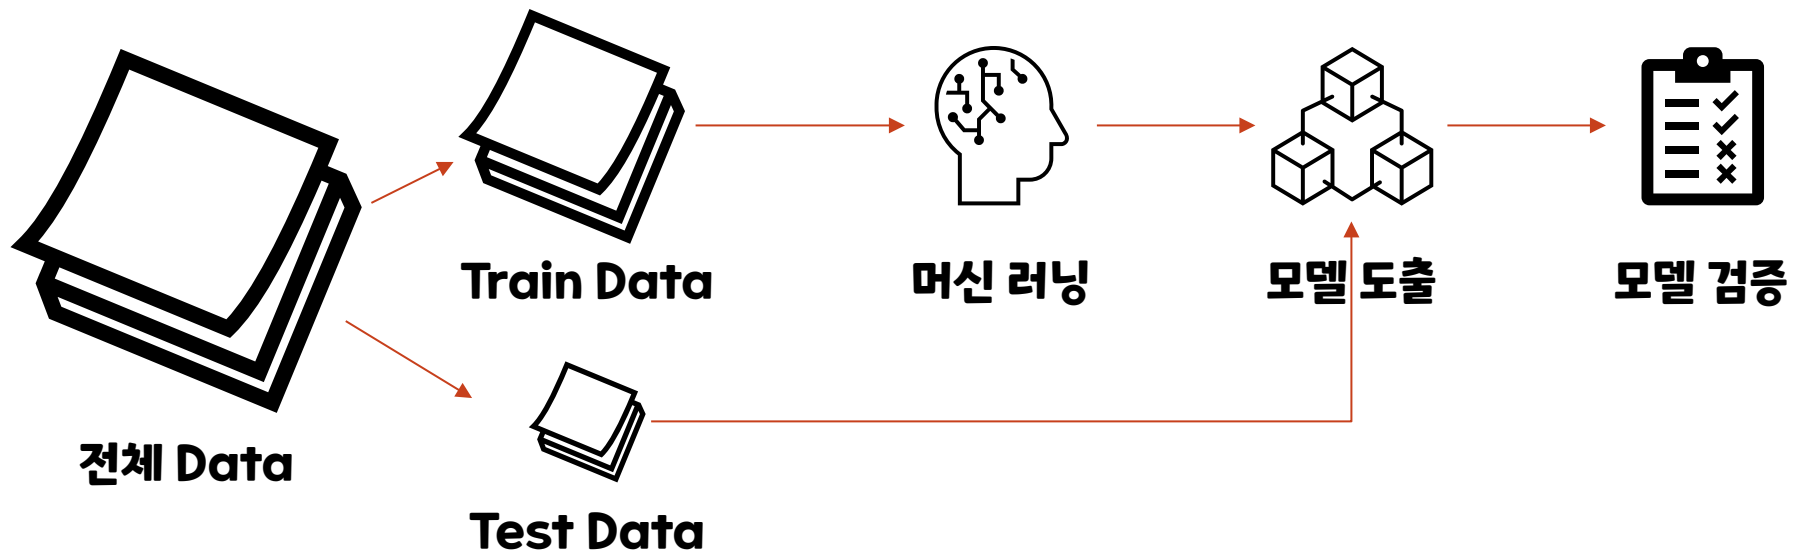 Train Data
머신 러닝
모델 도출
모델 검증
전체 Data
Test Data